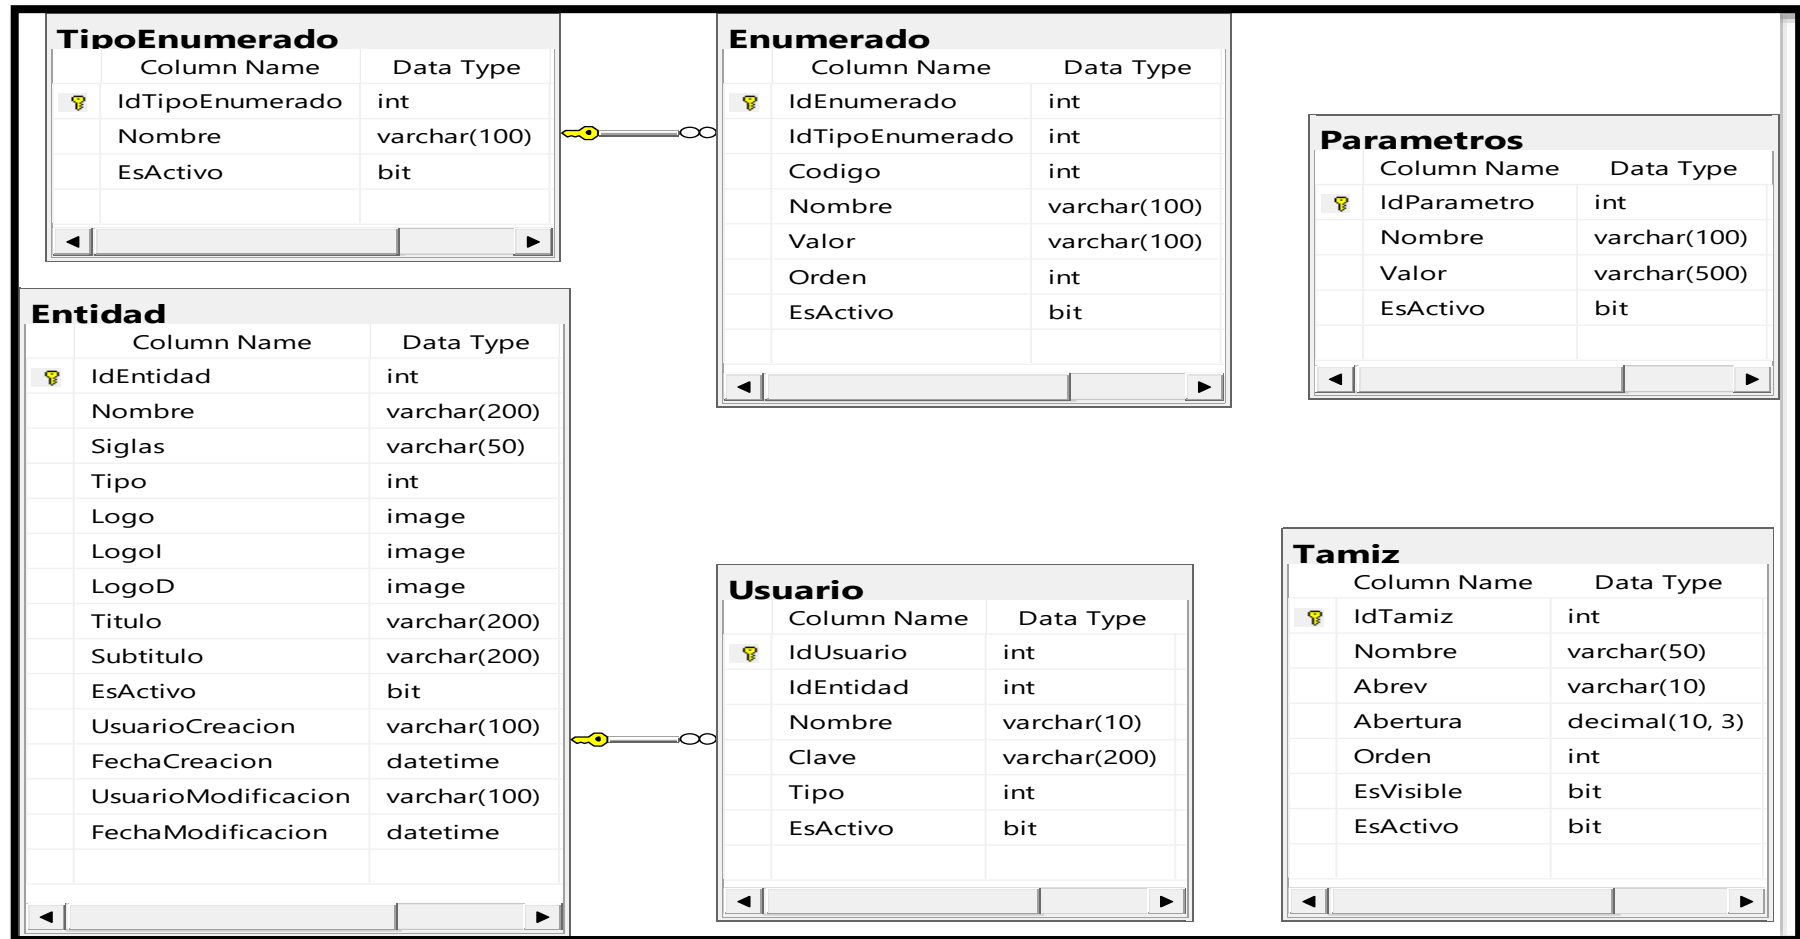 TipoEnumerado
Column Name Data Type
IdTipoEnumerado int
Nombre varchar(100)
EsActivo bit
Enumerado
Column Name Data Type
IdEnumerado int
IdTipoEnumerado int
Codigo int
Nombre varchar(100)
Valor varchar(100)
Orden int
EsActivo bit
Parametros
Column Name Data Type
IdParametro int
Nombre varchar(100)
Valor varchar(500)
EsActivo bit
Entidad
Column Name Data Type
IdEntidad int
Nombre varchar(200)
Siglas varchar(50)
Tipo int
Logo image
LogoI image
LogoD image
Titulo varchar(200)
Subtitulo varchar(200)
EsActivo bit
UsuarioCreacion varchar(100)
FechaCreacion datetime
UsuarioModificacion varchar(100)
FechaModificacion datetime
Usuario
Column Name Data Type
IdUsuario int
IdEntidad int
Nombre varchar(10)
Clave varchar(200)
Tipo int
EsActivo bit
Tamiz
Column Name Data Type
IdTamiz int
Nombre varchar(50)
Abrev varchar(10)
Abertura decimal(10, 3)
Orden int
EsVisible bit
EsActivo bit